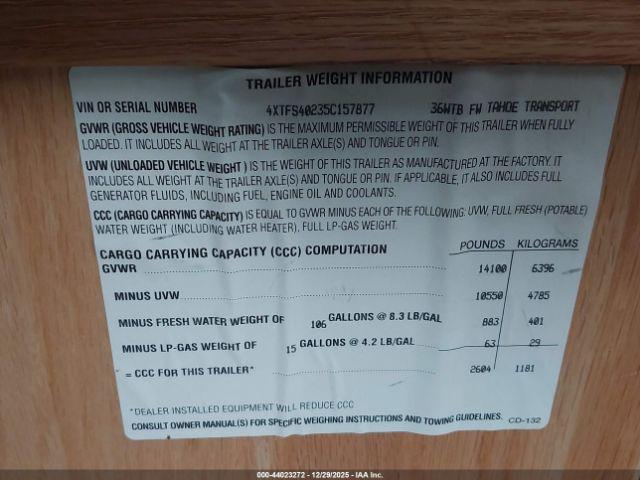 TRAILER WEIGHT INFORMATION
VIN OR SERIAL NUMBER 4XTFS40235C157877 36WTB FW TAHOE TRANSPORT
GVWR (GROSS VEHICLE WEIGHT RATING) IS THE MAXIMUM PERMISSIBLE WEIGHT OF THIS TRAILER WHEN FULLY
LOADED. IT INCLUDES ALL WEIGHT AT THE TRAILER AXLE(S) AND TONGUE OR PIN.
UVW (UNLOADED VEHICLE WEIGHT ) IS THE WEIGHT OF THIS TRAILER AS MANUFACTURED AT THE FACTORY. IT
INCLUDES ALL WEIGHT AT THE TRAILER AXLE(S) AND TONGUE OR PIN. IF APPLICABLE, IT ALSO INCLUDES FULL
GENERATOR FLUIDS, INCLUDING FUEL, ENGINE OIL AND COOLANTS.
CCC (CARGO CARRYING CAPACITY) IS EQUAL TO GVWR MINUS EACH OF THE FOLLOWING: UVW, FULL FRESH (POTABLE)
WATER WEIGHT (INCLUDING WATER HEATER), FULL LP-GAS WEIGHT.
CARGO CARRYING CAPACITY (CCC) COMPUTATION POUNDS KILOGRAMS
GVWR 14100 6396
MINUS UVW 10550 4785
MINUS FRESH WATER WEIGHT OF 106 GALLONS @ 8.3 LB/GAL 883 401
MINUS LP-GAS WEIGHT OF 15 GALLONS @ 4.2 LB/GAL 63 29
= CCC FOR THIS TRAILER* 2604 1181
*DEALER INSTALLED EQUIPMENT WILL REDUCE CCC
CONSULT OWNER MANUAL(S) FOR SPECIFIC WEIGHING INSTRUCTIONS AND TOWING GUIDELINES. CD-132
000-44023272 - 12/29/2025 - IAAI, Inc.